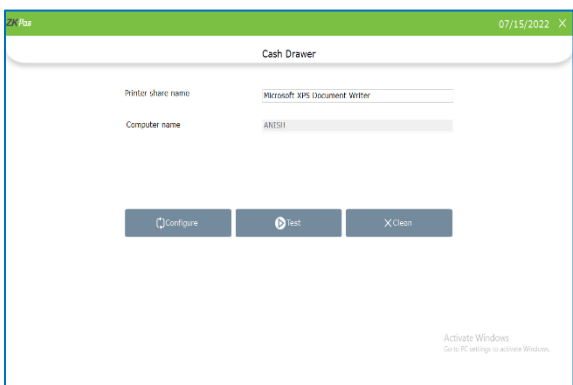 ZKPos
07/15/2022 X
Cash Drawer
Printer share name
Microsoft XPS Document Writer
Computer name
ANISH
Configure
Test
Clean
Activate Windows
Go to PC settings to activate Windows.